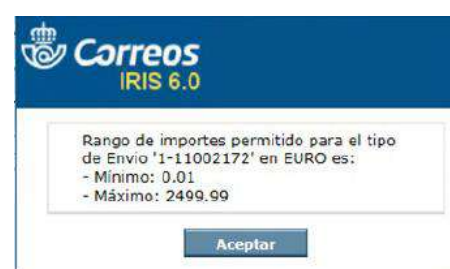 Correos
IRIS 6.0
Rango de importes permitido para el tipo
de Envio '1-11002172' en EURO es:
- Mínimo: 0.01
- Máximo: 2499.99
Aceptar